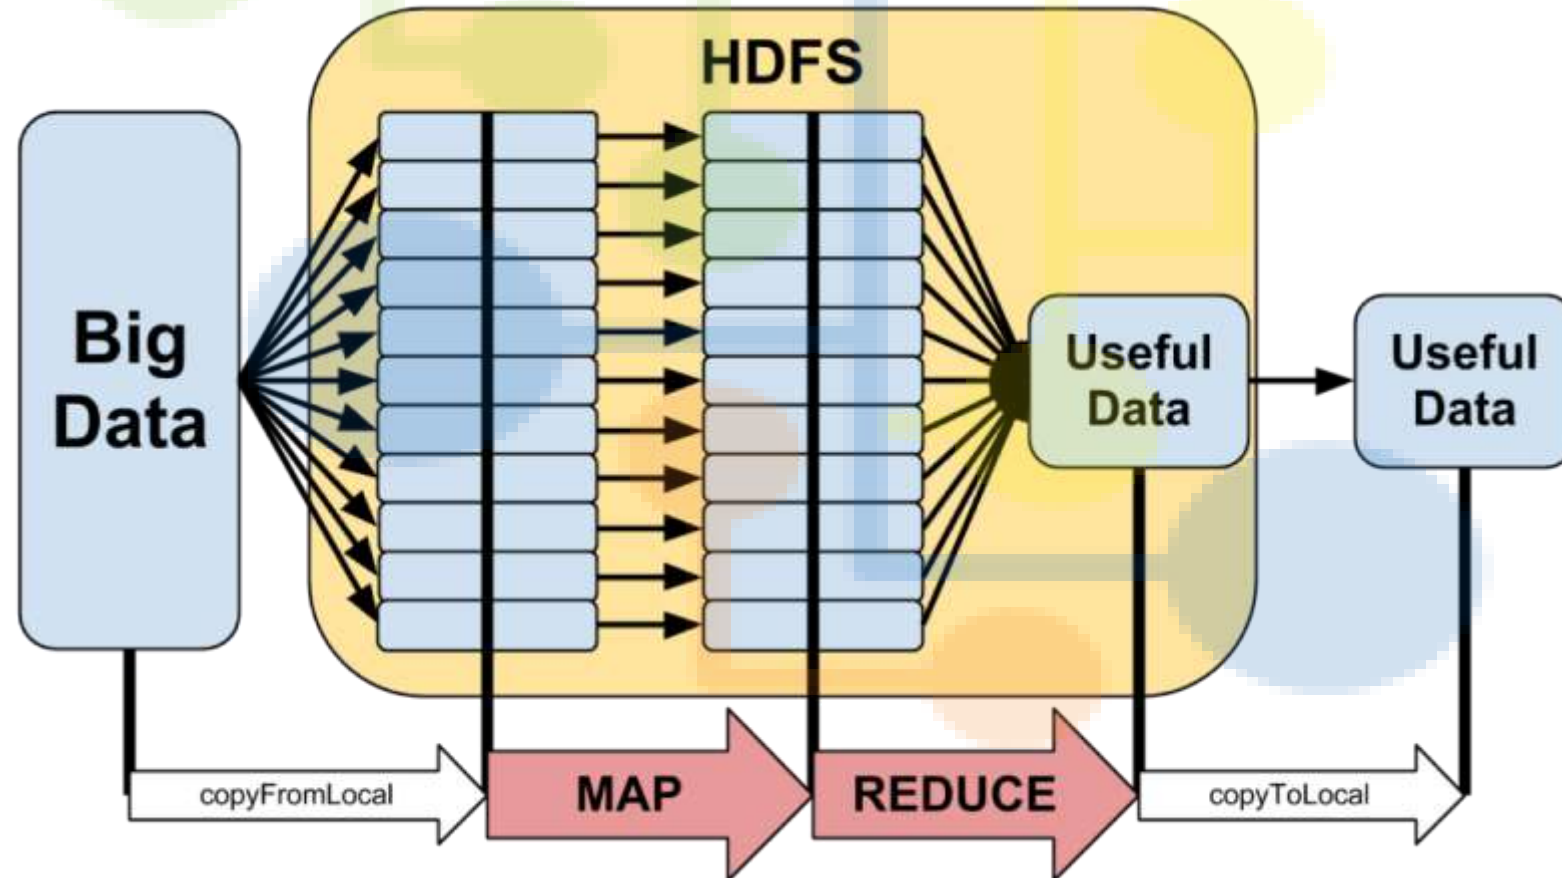 HDFS
Big
Data
Useful
Data
Useful
Data
copyFromLocal
MAP
REDUCE
copyToLocal